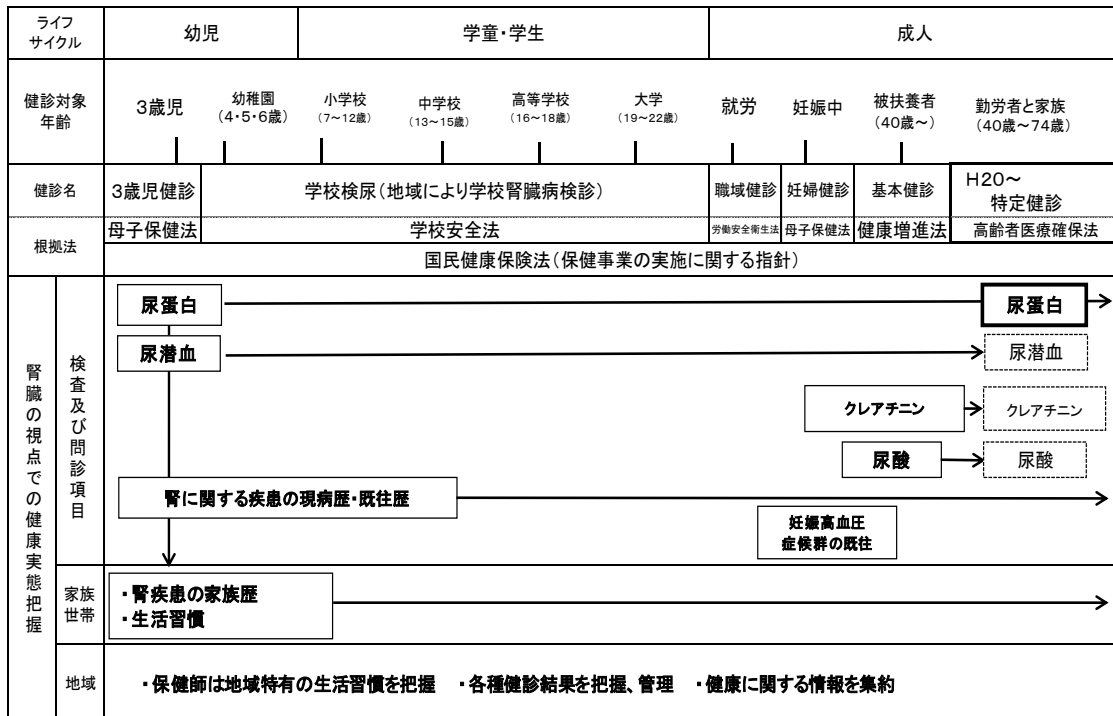 ライフ
サイクル
幼児
学童・学生
成人
健診対象
年齢
3歳児
幼稚園
(4・5・6歳)
小学校
(7～12歳)
中学校
(13～15歳)
高等学校
(16～18歳)
大学
(19～22歳)
就労
妊娠中
被扶養者
(40歳～)
勤労者と家族
(40歳～74歳)
健診名
3歳児健診
学校検尿(地域により学校腎臓病検診)
職域健診
妊婦健診
基本健診
H20～
特定健診
根拠法
母子保健法
学校安全法
労働安全衛生法
母子保健法
健康増進法
高齢者医療確保法
国民健康保険法(保健事業の実施に関する指針)
腎臓の視点での健康実態把握
検査及び問診項目
尿蛋白
尿蛋白
尿潜血
尿潜血
クレアチニン
クレアチニン
尿酸
尿酸
腎に関する疾患の現病歴・既往歴
妊娠高血圧
症候群の既往
家族
世帯
・腎疾患の家族歴
・生活習慣
地域
・保健師は地域特有の生活習慣を把握 ・各種健診結果を把握、管理 ・健康に関する情報を集約